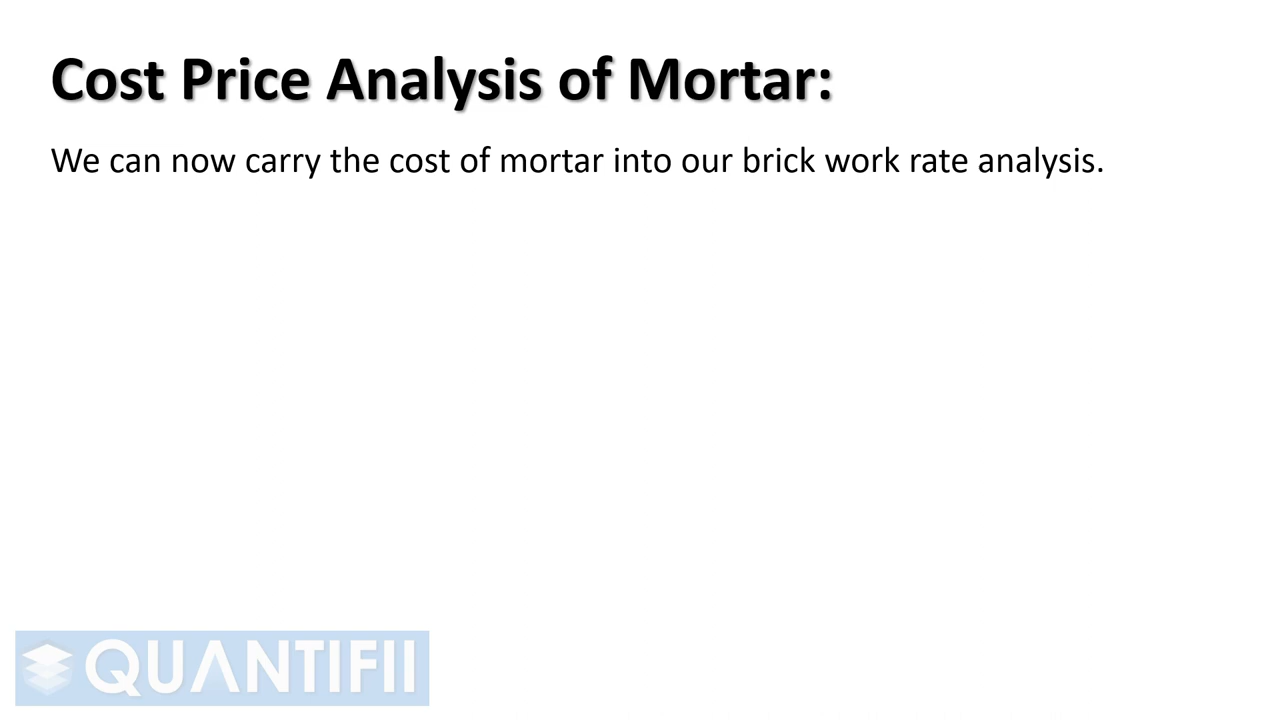 Cost Price Analysis of Mortar:
We can now carry the cost of mortar into our brick work rate analysis.
QUANTIFII